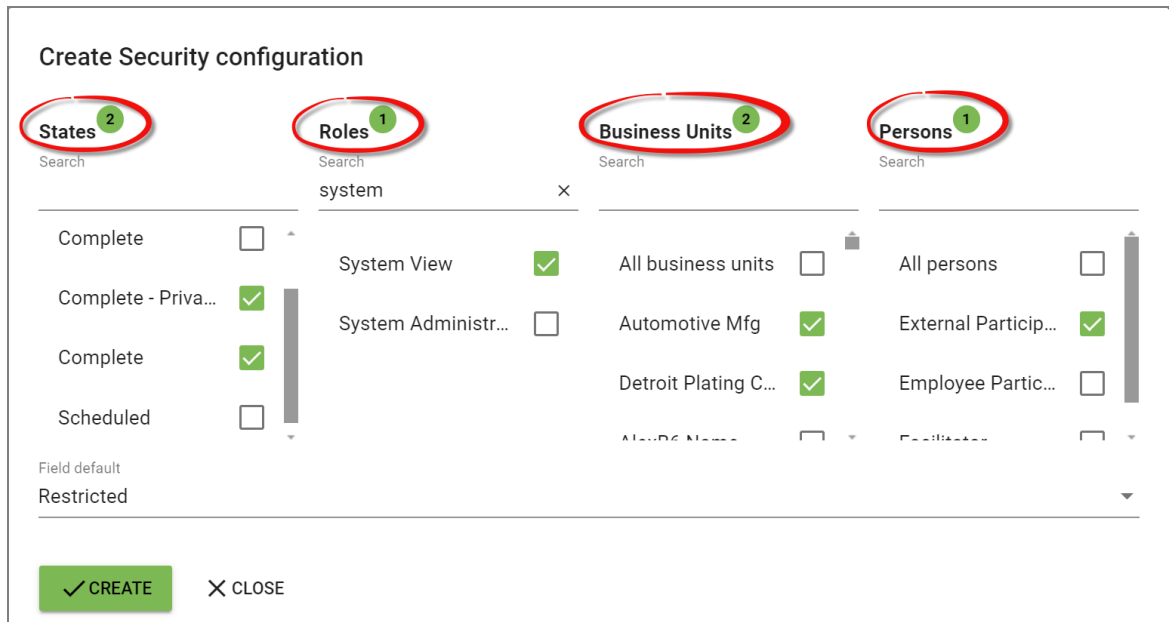 Create Security configuration
States 2
Roles 1
Business Units 2
Persons 1
Search
Search
Search
Search
system
Complete
Complete - Priva...
Complete
Scheduled
System View
System Administr...
All business units
Automotive Mfg
Detroit Plating C...
All persons
External Particip...
Employee Partic...
Field default
Restricted
CREATE
CLOSE